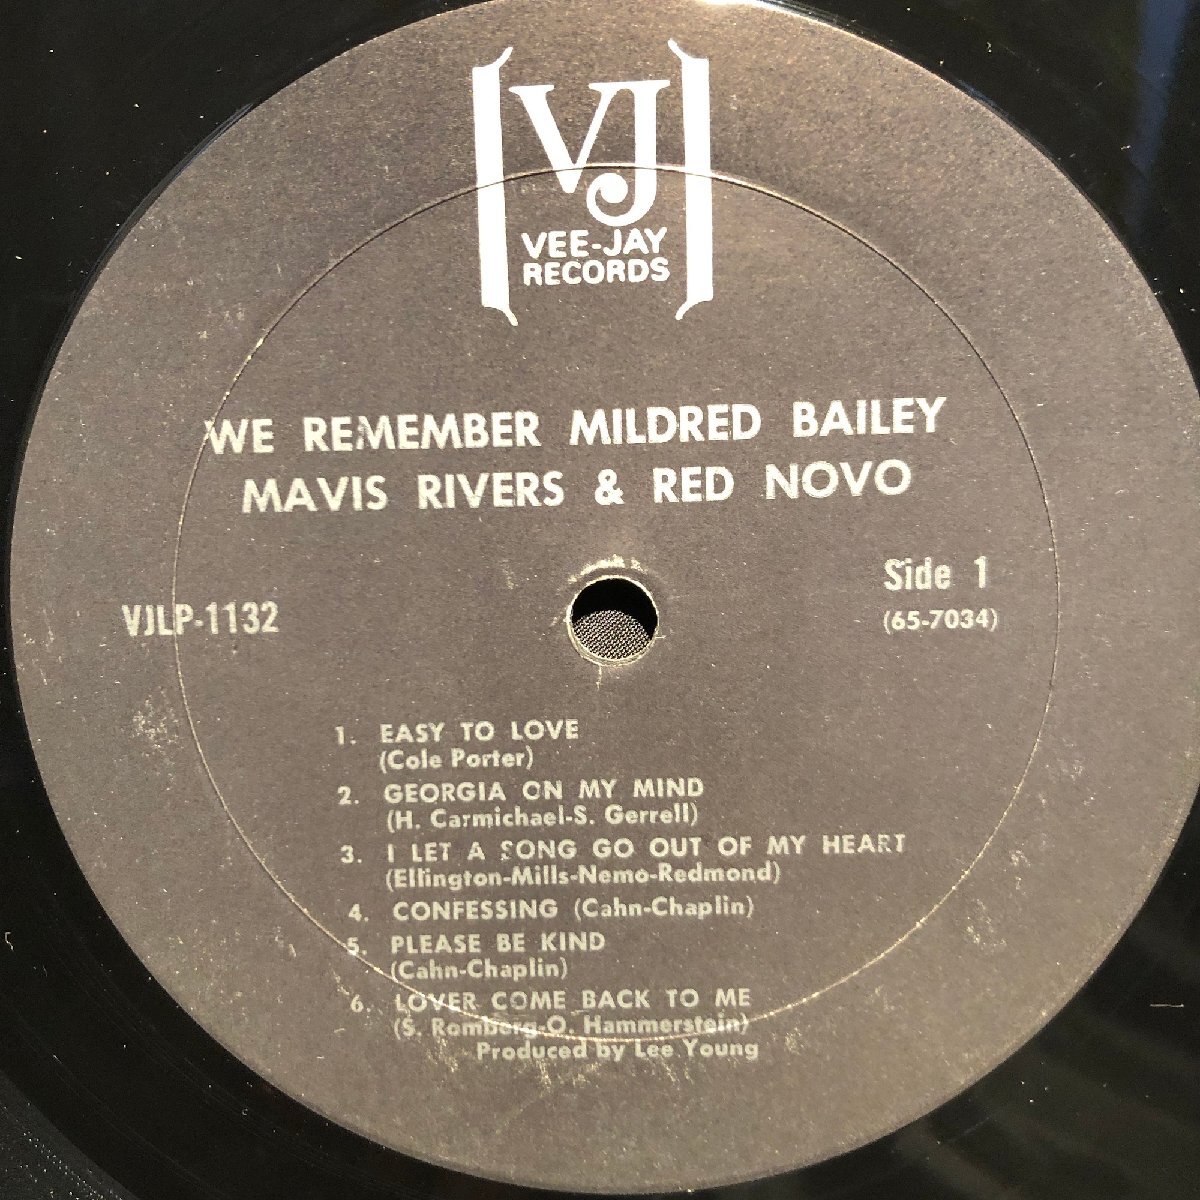 VJ
VEE-JAY
RECORDS
WE REMEMBER MILDRED BAILEY
MAVIS RIVERS & RED NOVO
Side 1
VJLP-1132
(65-7034)
1. EASY TO LOVE
(Cole Porter)
2. GEORGIA ON MY MIND
(H. Carmichael-S. Gerrell)
3. I LET A SONG GO OUT OF MY HEART
(Ellington-Mills-Nemo-Redmond)
4. CONFESSING (Cahn-Chaplin)
5. PLEASE BE KIND
(Cahn-Chaplin)
6. LOVER COME BACK TO ME
(S. Romberg-O. Hammerstein)
Produced by Lee Young